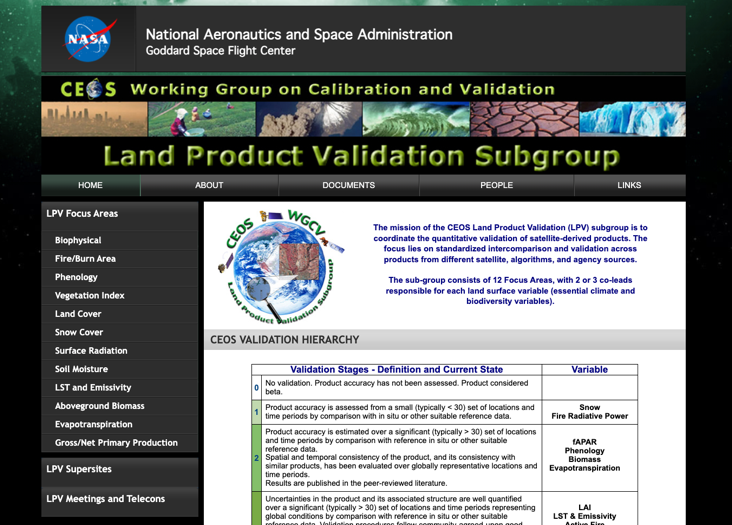 NASA
National Aeronautics and Space Administration
Goddard Space Flight Center
CEOS Working Group on Calibration and Validation
Land Product Validation Subgroup
HOME ABOUT DOCUMENTS PEOPLE LINKS
LPV Focus Areas
Biophysical
Fire/Burn Area
Phenology
Vegetation Index
Land Cover
Snow Cover
Surface Radiation
Soil Moisture
LST and Emissivity
Aboveground Biomass
Evapotranspiration
Gross/Net Primary Production
LPV Supersites
LPV Meetings and Telecons
CEOS WGCV
Land Product Validation Subgroup
The mission of the CEOS Land Product Validation (LPV) subgroup is to
coordinate the quantitative validation of satellite-derived products. The
focus lies on standardized intercomparison and validation across
products from different satellite, algorithms, and agency sources.
The sub-group consists of 12 Focus Areas, with 2 or 3 co-leads
responsible for each land surface variable (essential climate and
biodiversity variables).
CEOS VALIDATION HIERARCHY
Validation Stages - Definition and Current State Variable
0 No validation. Product accuracy has not been assessed. Product considered
beta.
1 Product accuracy is assessed from a small (typically < 30) set of locations and
time periods by comparison with in situ or other suitable reference data.
Snow
Fire Radiative Power
2 Product accuracy is estimated over a significant (typically > 30) set of locations
and time periods by comparison with reference in situ or other suitable
reference data.
Spatial and temporal consistency of the product, and its consistency with
similar products, has been evaluated over globally representative locations and
time periods.
Results are published in the peer-reviewed literature.
fAPAR
Phenology
Biomass
Evapotranspiration
Uncertainties in the product and its associated structure are well quantified
over a significant (typically > 30) set of locations and time periods representing
global conditions by comparison with reference in situ or other suitable
reference data. Validation procedures follow community-agreed-upon good
LAI
LST & Emissivity
Active Fire